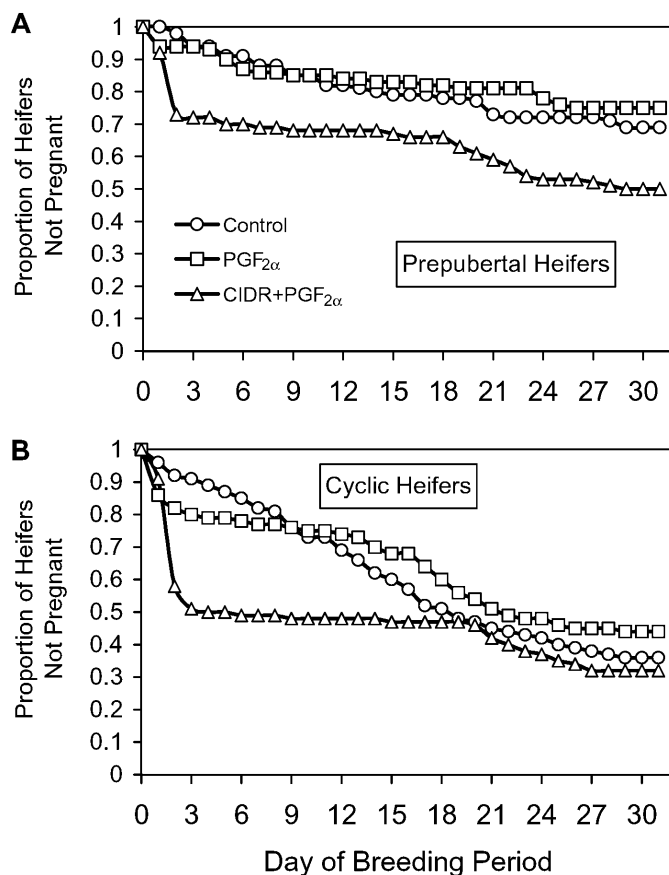 A
Proportion of Heifers
Not Pregnant
1
0.9
0.8
0.7
0.6
0.5
0.4
0.3
0.2
0.1
0
Control
PGF2α
CIDR+PGF2α
Prepubertal Heifers
0 3 6 9 12 15 18 21 24 27 30
B
Proportion of Heifers
Not Pregnant
1
0.9
0.8
0.7
0.6
0.5
0.4
0.3
0.2
0.1
0
Cyclic Heifers
0 3 6 9 12 15 18 21 24 27 30
Day of Breeding Period